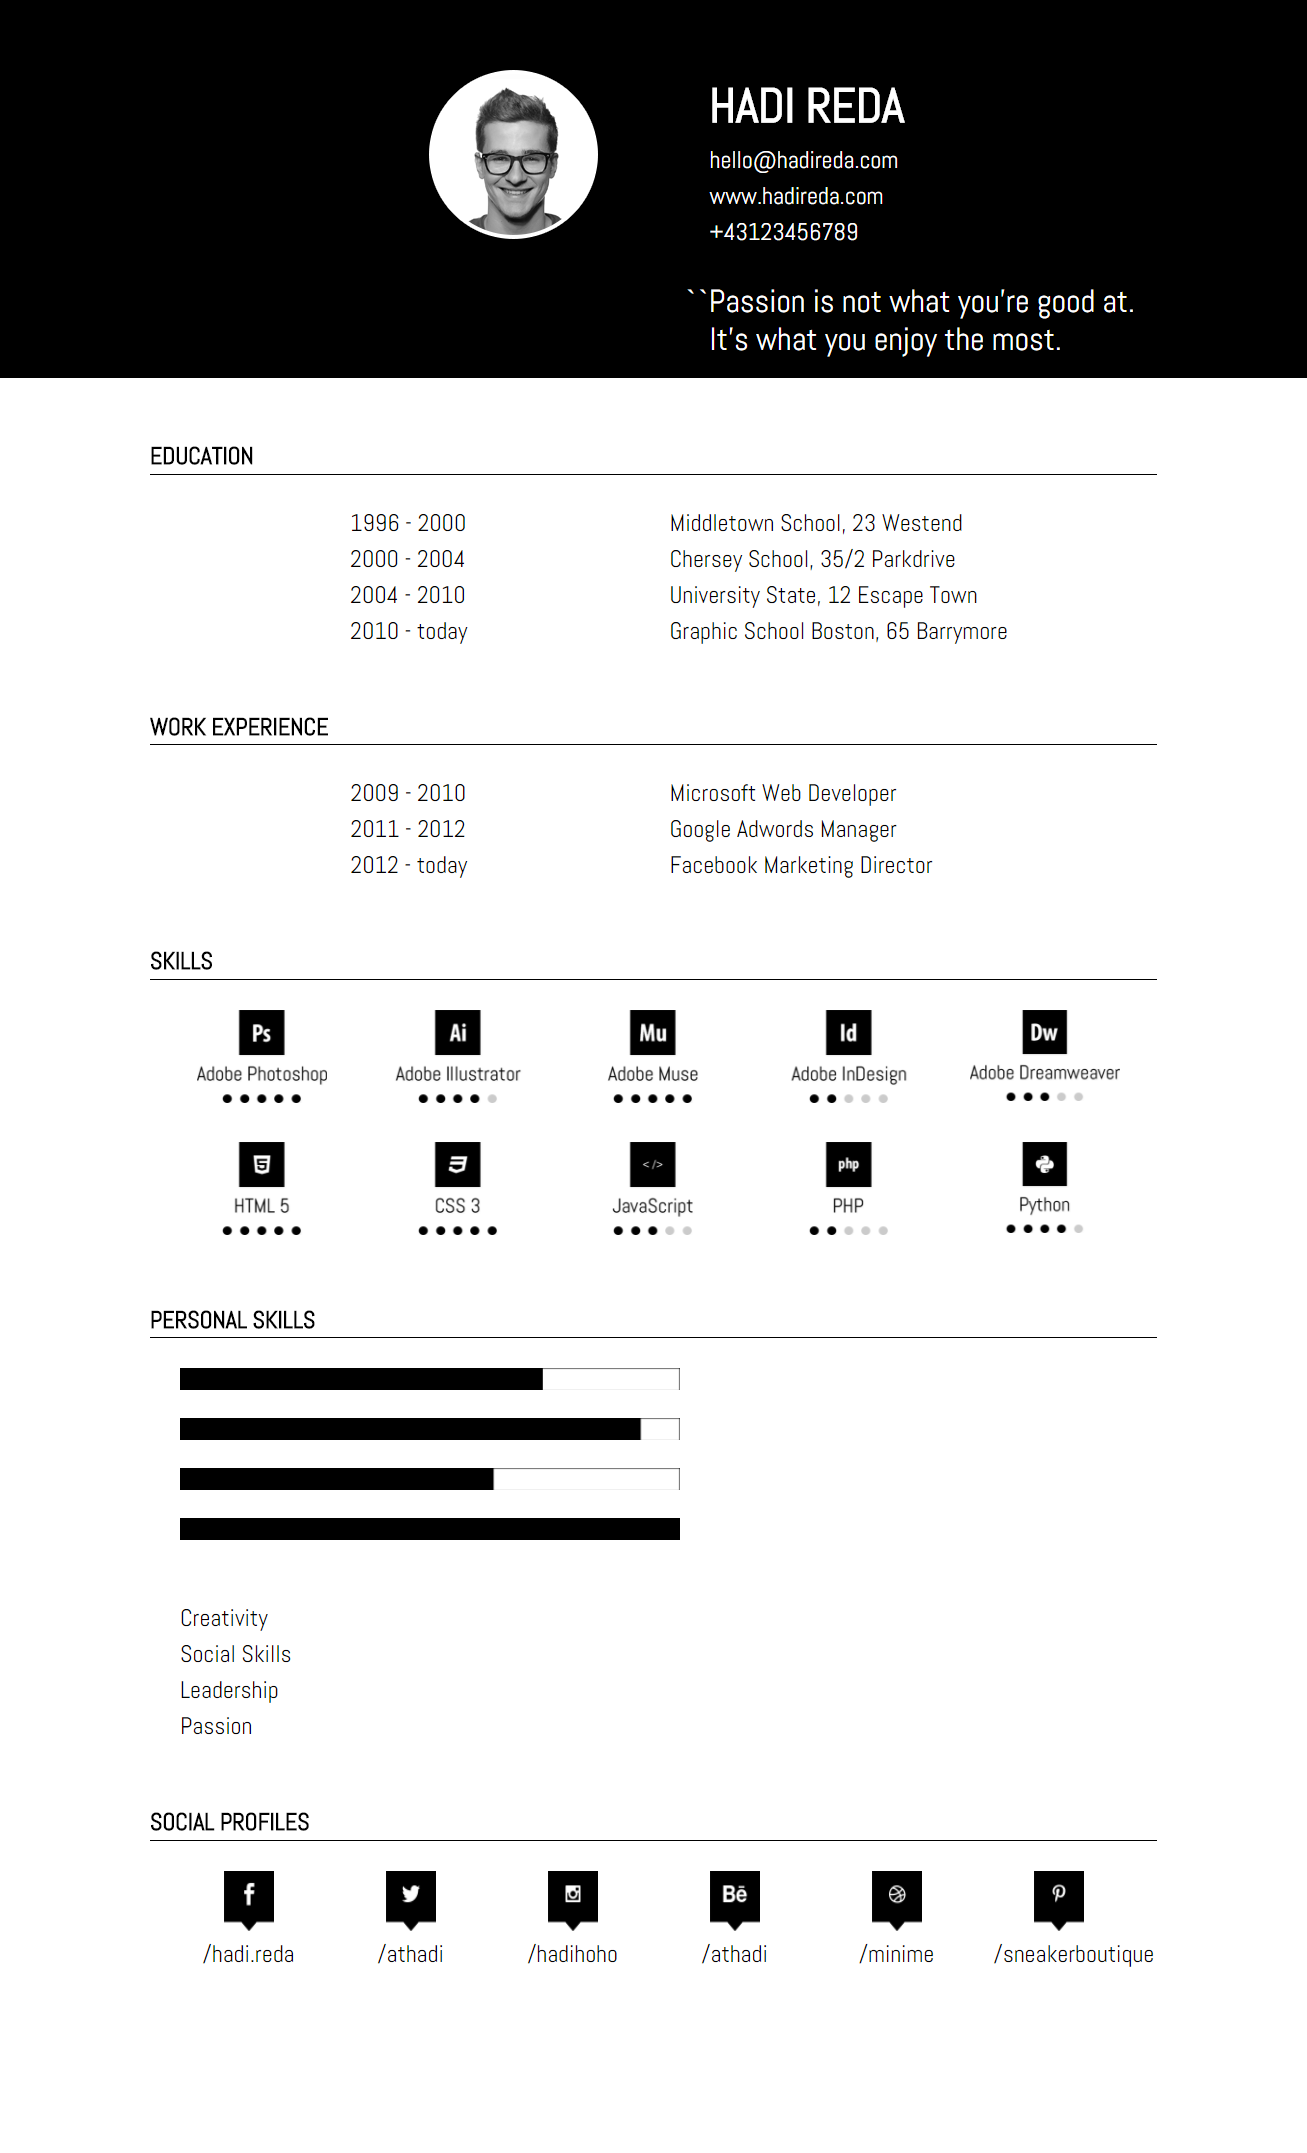 HADI REDA
hello@hadireda.com
www.hadireda.com
+43123456789
``Passion is not what you're good at.
It's what you enjoy the most.
EDUCATION
1996 - 2000 Middletown School, 23 Westend
2000 - 2004 Chersey School, 35/2 Parkdrive
2004 - 2010 University State, 12 Escape Town
2010 - today Graphic School Boston, 65 Barrymore
WORK EXPERIENCE
2009 - 2010 Microsoft Web Developer
2011 - 2012 Google Adwords Manager
2012 - today Facebook Marketing Director
SKILLS
Ps Ai Mu Id Dw
Adobe Photoshop Adobe Illustrator Adobe Muse Adobe InDesign Adobe Dreamweaver
5 3 </> php
HTML 5 CSS 3 JavaScript PHP Python
PERSONAL SKILLS
Creativity
Social Skills
Leadership
Passion
SOCIAL PROFILES
f Bē
/hadi.reda /athadi /hadihoho /athadi /minime /sneakerboutique